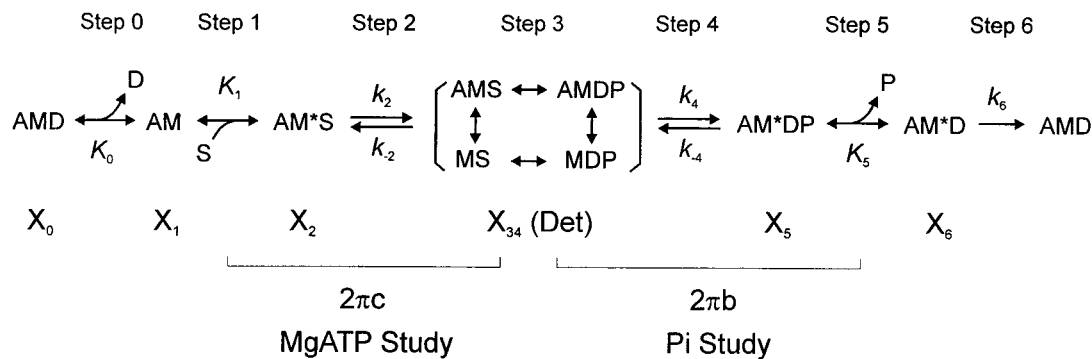 Step 0 Step 1 Step 2 Step 3 Step 4 Step 5 Step 6
D K₁ k₂ AMS AMDP k₄ P k₆
AMD AM AM*S AM*DP AM*D AMD
K₀ S k₋₂ MS MDP k₋₄ K₅
X₀ X₁ X₂ X₃₄ (Det) X₅ X₆
2πc 2πb
MgATP Study Pi Study